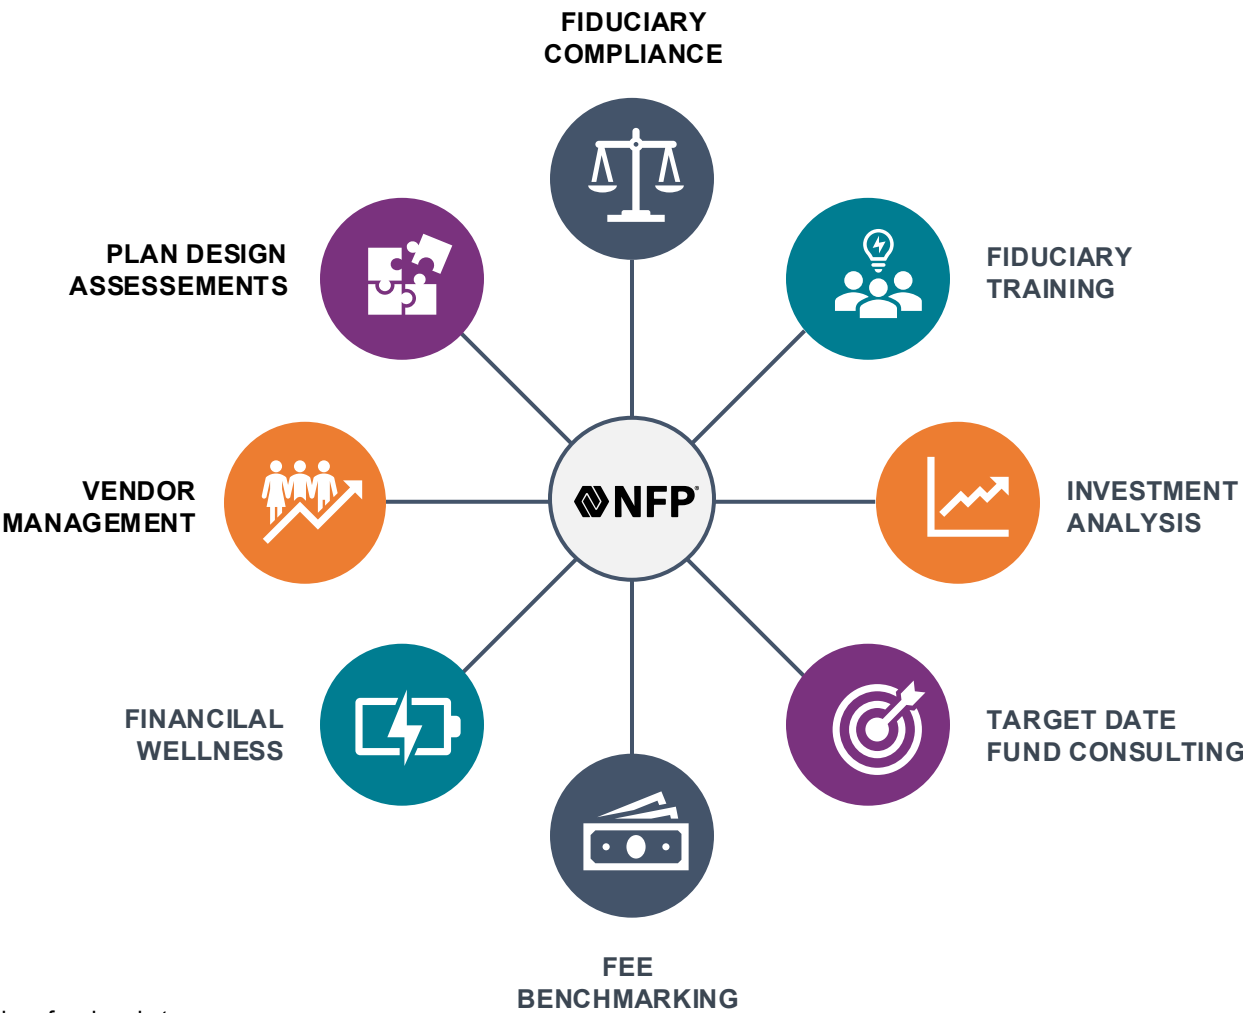 FIDUCIARY
COMPLIANCE
PLAN DESIGN
ASSESSEMENTS
FIDUCIARY
TRAINING
VENDOR
MANAGEMENT
NFP
INVESTMENT
ANALYSIS
FINANCILAL
WELLNESS
TARGET DATE
FUND CONSULTING
FEE
BENCHMARKING